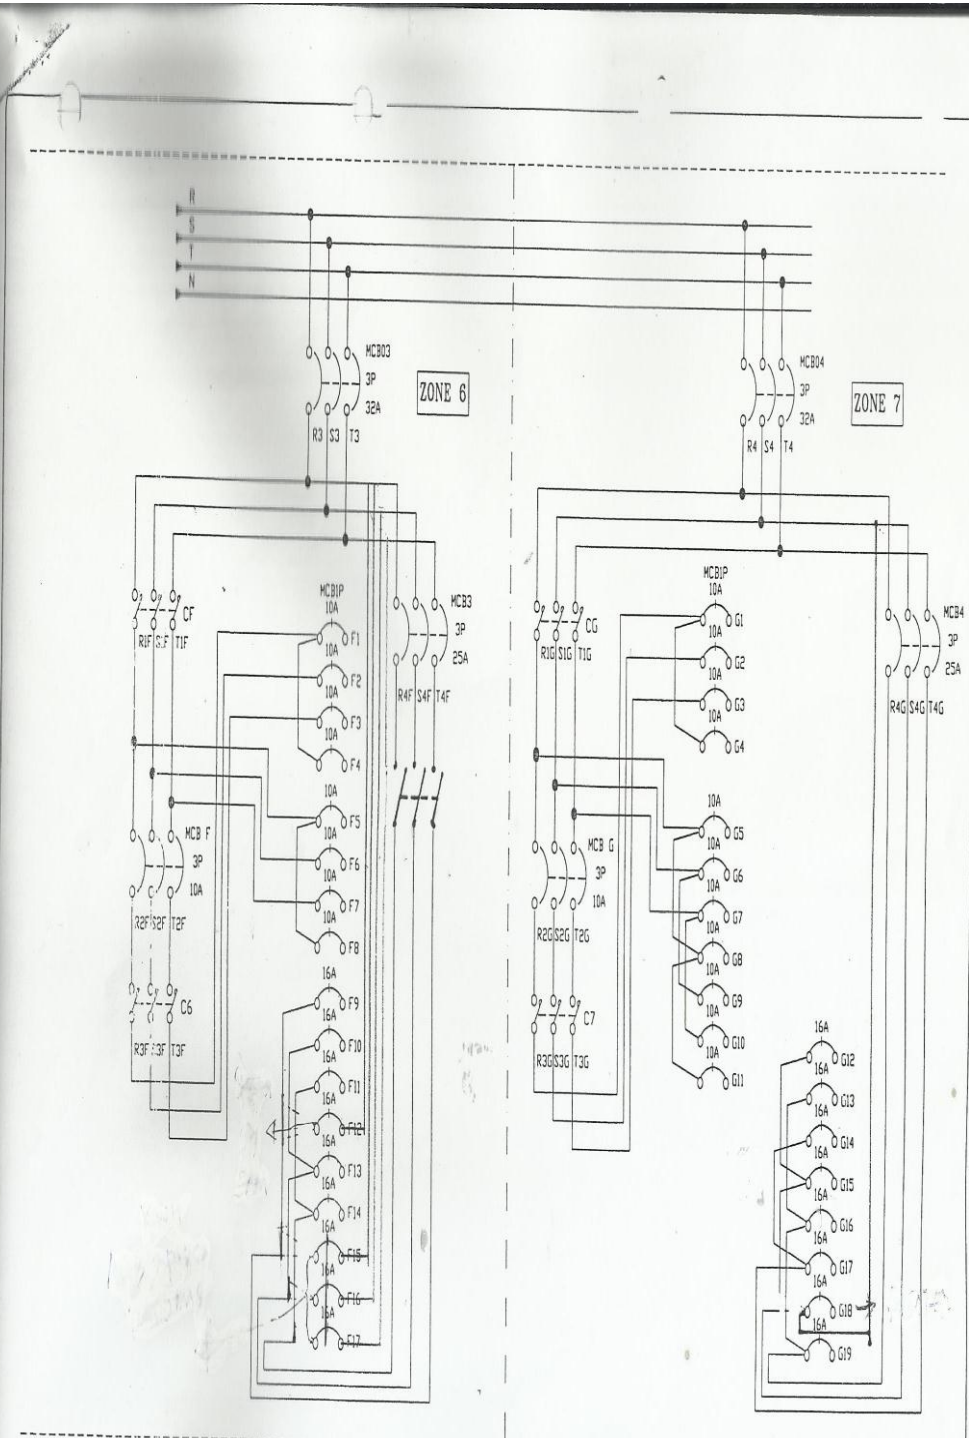 R
S
T
N
MCB03
3P
32A
R3 S3 T3
ZONE 6
MCB04
3P
32A
R4 S4 T4
ZONE 7
CF
R1F S1F T1F
MCB1P
10A
F1
10A
F2
10A
F3
10A
F4
10A
F5
10A
F6
10A
F7
10A
F8
16A
F9
16A
F10
16A
F11
16A
F12
16A
F13
16A
F14
16A
F15
16A
F16
16A
F17
MCB3
3P
25A
R4F S4F T4F
MCB F
3P
10A
R2F S2F T2F
C6
R3F S3F T3F
CG
R1G S1G T1G
MCB1P
10A
G1
10A
G2
10A
G3
10A
G4
10A
G5
10A
G6
10A
G7
10A
G8
10A
G9
10A
G10
10A
G11
MCB4
3P
25A
R4G S4G T4G
MCB G
3P
10A
R2G S2G T2G
C7
R3G S3G T3G
16A
G12
16A
G13
16A
G14
16A
G15
16A
G16
16A
G17
16A
G18
16A
G19